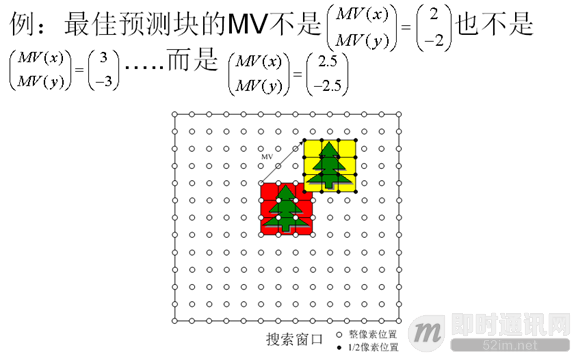 例：最佳预测块的MV不是(MV(x) MV(y))=(2 -2)也不是
(MV(x) MV(y))=(3 -3).....而是 (MV(x) MV(y))=(2.5 -2.5)
MV
搜索窗口
整像素位置
1/2像素位置
即时通讯网
52im.net